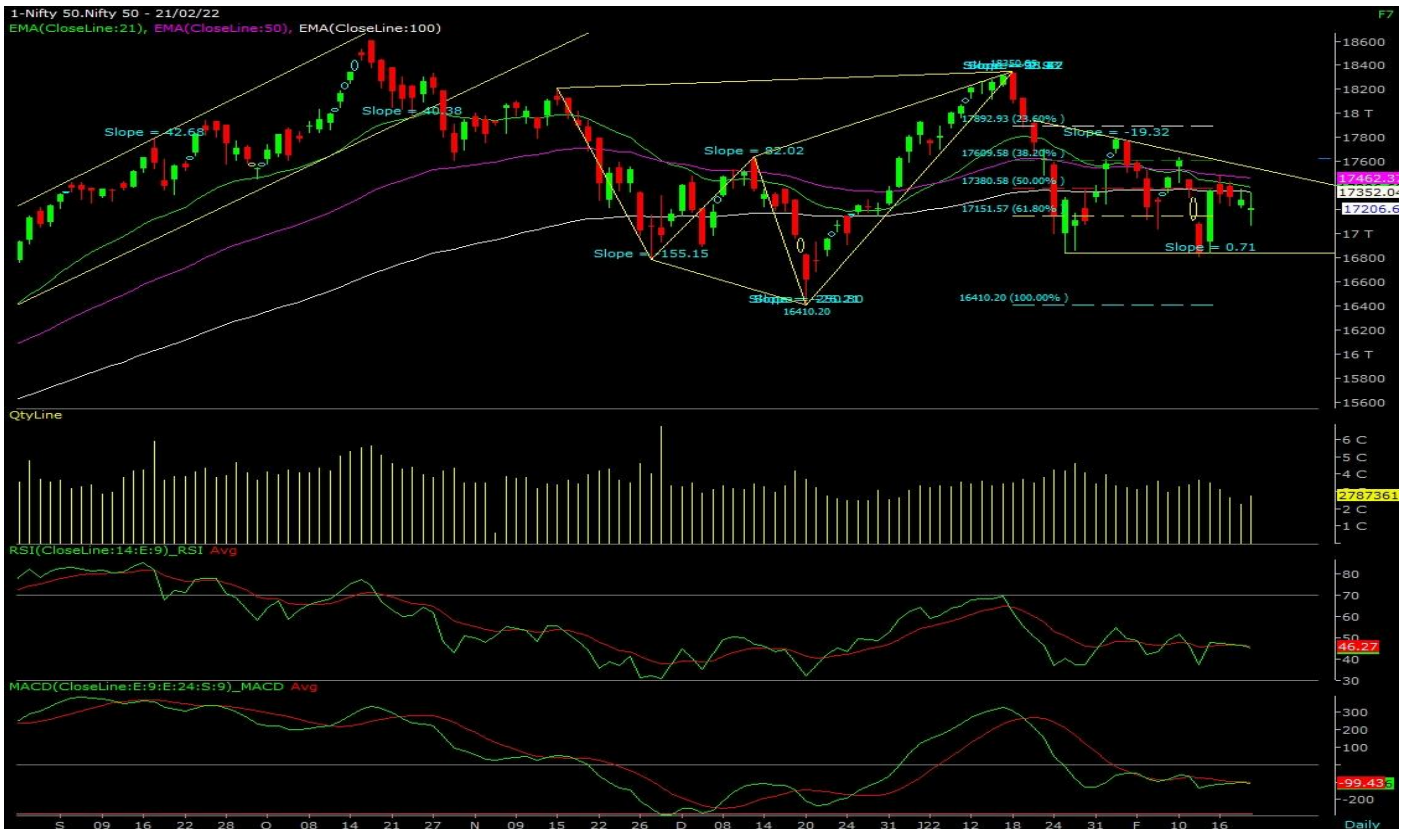 1-Nifty 50.Nifty 50 - 21/02/22
F7
EMA(CloseLine:21), EMA(CloseLine:50), EMA(CloseLine:100)
18600
18400
18200
18 T
17800
17600
17462.37
17352.04
17206.6
17 T
16800
16600
16400
16200
16 T
15800
15600
Slope = 42.68
Slope = 40.38
Slope = 82.02
Slope = -155.15
16410.20
17892.93 (23.60% )
Slope = -19.32
17609.58 (38.20% )
17380.58 (50.00% )
17151.57 (61.80%
Slope = 0.71
16410.20 (100.00% )
QtyLine
6 C
5 C
4 C
2787361
2 C
1 C
RSI(CloseLine:14:E:9)_RSI Avg
80
70
60
50
46.27
40
30
MACD(CloseLine:E:9:E:24:S:9)_MACD Avg
300
200
100
-99.43
-200
S 09 16 22 28 O 08 14 21 27 N 09 15 22 26 D 08 14 20 24 31 J22 12 18 24 31 F 10 16 Daily